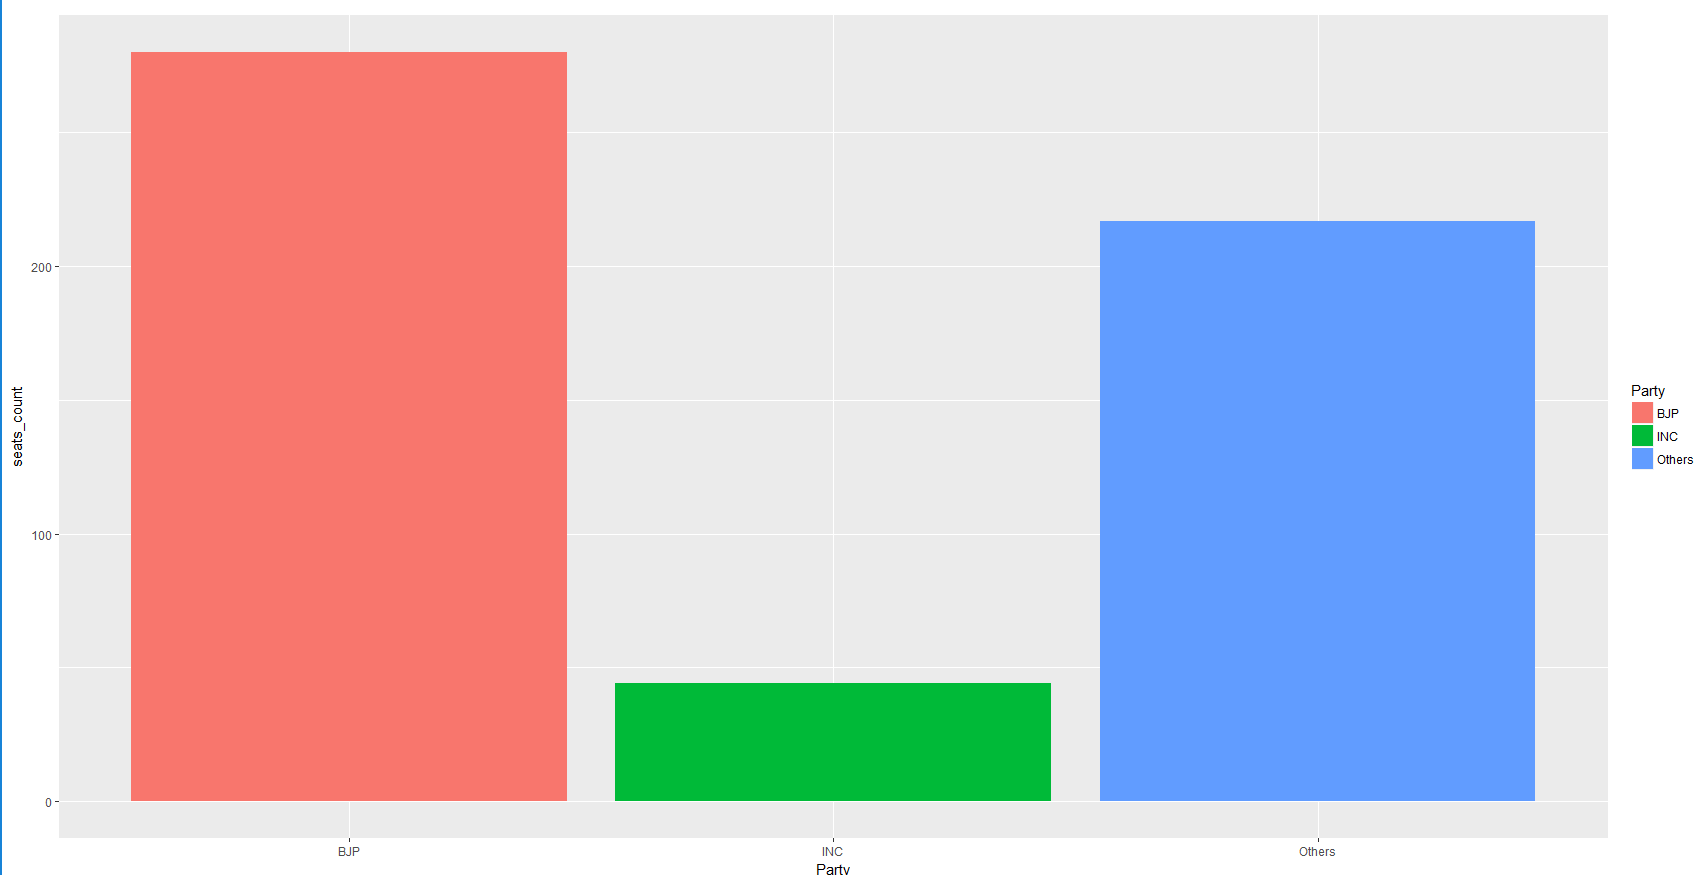 seats_count
200
100
0
BJP
INC
Others
Party
Party
BJP
INC
Others